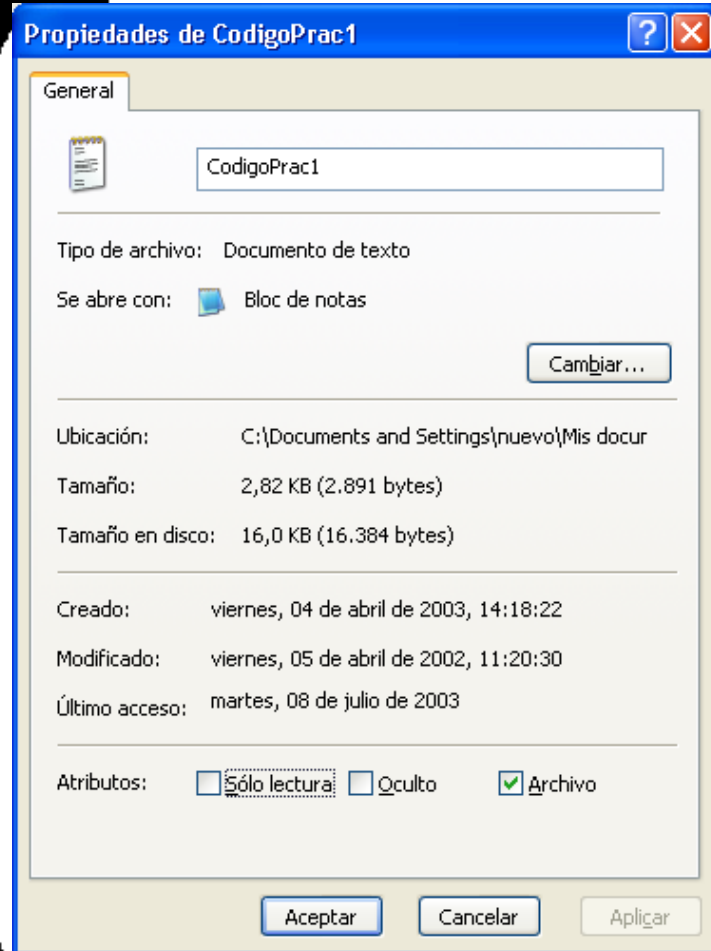 Propiedades de CodigoPrac1
General
CodigoPrac1
Tipo de archivo: Documento de texto
Se abre con: Bloc de notas
Cambiar...
Ubicación: C:\Documents and Settings\nuevo\Mis docur
Tamaño: 2,82 KB (2.891 bytes)
Tamaño en disco: 16,0 KB (16.384 bytes)
Creado: viernes, 04 de abril de 2003, 14:18:22
Modificado: viernes, 05 de abril de 2002, 11:20:30
Último acceso: martes, 08 de julio de 2003
Atributos: Sólo lectura Oculto Archivo
Aceptar Cancelar Aplicar